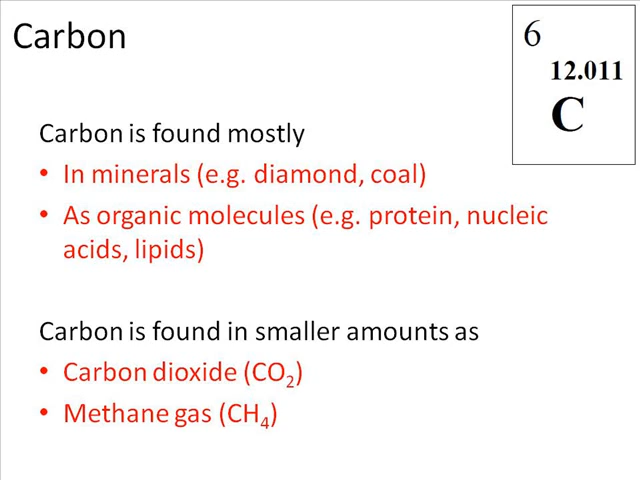 Carbon
6
12.011
C
Carbon is found mostly
• In minerals (e.g. diamond, coal)
• As organic molecules (e.g. protein, nucleic
acids, lipids)
Carbon is found in smaller amounts as
• Carbon dioxide (CO₂)
• Methane gas (CH₄)